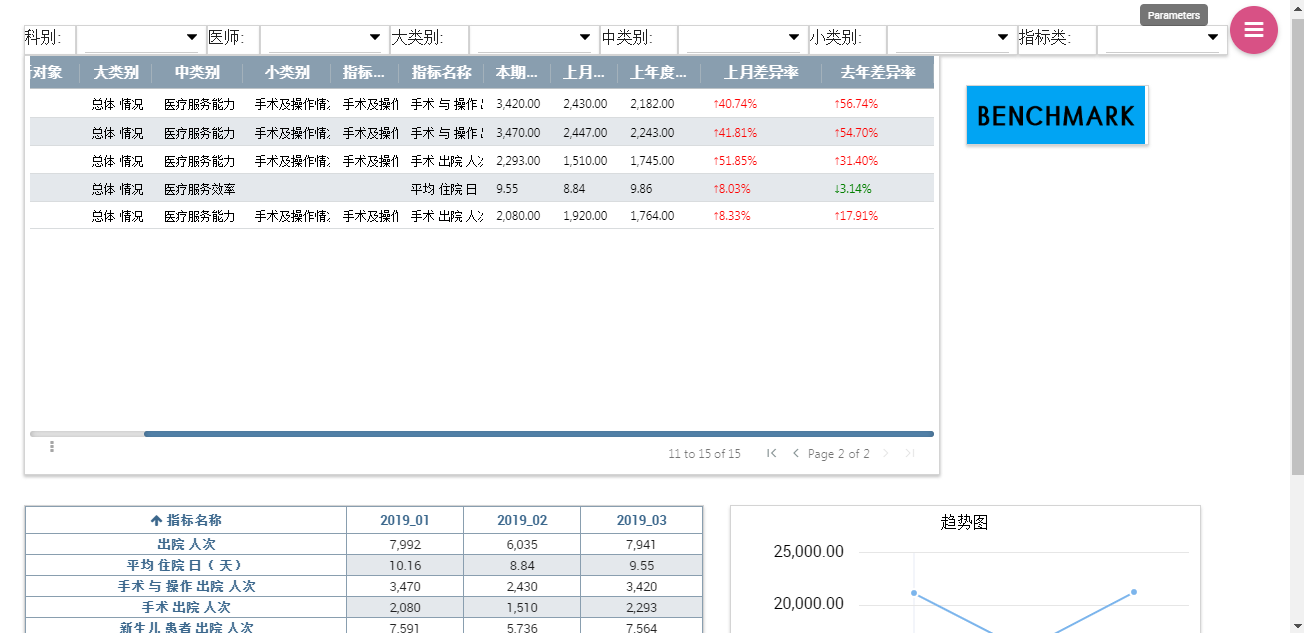 Parameters
科别: 医师: 大类别: 中类别: 小类别: 指标类:
对象 大类别 中类别 小类别 指标... 指标名称 本期... 上月... 上年度... 上月差异率 去年差异率
总体 情况 医疗服务能力 手术及操作情 手术及操作 手术 与 操作 3,420.00 2,430.00 2,182.00 ↑40.74% ↑56.74%
总体 情况 医疗服务能力 手术及操作情 手术及操作 手术 与 操作 3,470.00 2,447.00 2,243.00 ↑41.81% ↑54.70%
总体 情况 医疗服务能力 手术及操作情 手术及操作 手术 出院 人次 2,293.00 1,510.00 1,745.00 ↑51.85% ↑31.40%
总体 情况 医疗服务效率 平均 住院 日 9.55 8.84 9.86 ↑8.03% ↓3.14%
总体 情况 医疗服务能力 手术及操作情 手术及操作 手术 出院 人次 2,080.00 1,920.00 1,764.00 ↑8.33% ↑17.91%
BENCHMARK
11 to 15 of 15 Page 2 of 2
指标名称 2019_01 2019_02 2019_03
出院 人次 7,992 6,035 7,941
平均 住院 日 ( 天 ) 10.16 8.84 9.55
手术 与 操作 出院 人次 3,470 2,430 3,420
手术 出院 人次 2,080 1,510 2,293
新生儿 患者 出院 人次 7,591 5,736 7,564
趋势图
25,000.00
20,000.00